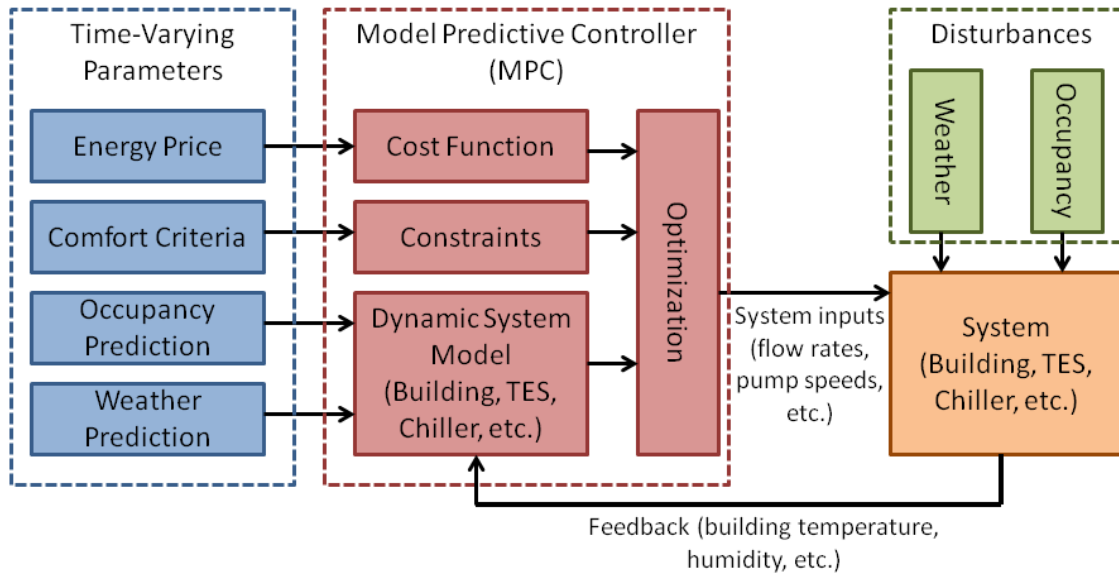 Time-Varying
Parameters
Energy Price
Comfort Criteria
Occupancy
Prediction
Weather
Prediction
Model Predictive Controller
(MPC)
Cost Function
Constraints
Dynamic System
Model
(Building, TES,
Chiller, etc.)
Optimization
System inputs
(flow rates,
pump speeds,
etc.)
Disturbances
Weather
Occupancy
System
(Building, TES,
Chiller, etc.)
Feedback (building temperature,
humidity, etc.)